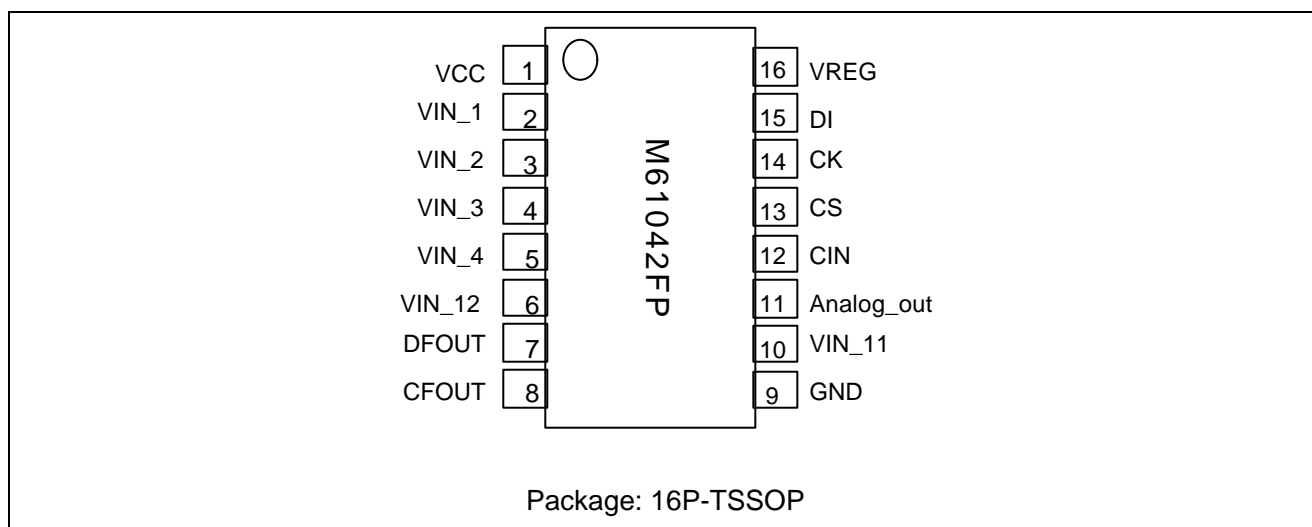 VCC 1 16 VREG
VIN_1 2 15 DI
VIN_2 3 14 CK
VIN_3 4 13 CS
VIN_4 5 12 CIN
VIN_12 6 11 Analog_out
DFOUT 7 10 VIN_11
CFOUT 8 9 GND
M61042FP
Package: 16P-TSSOP